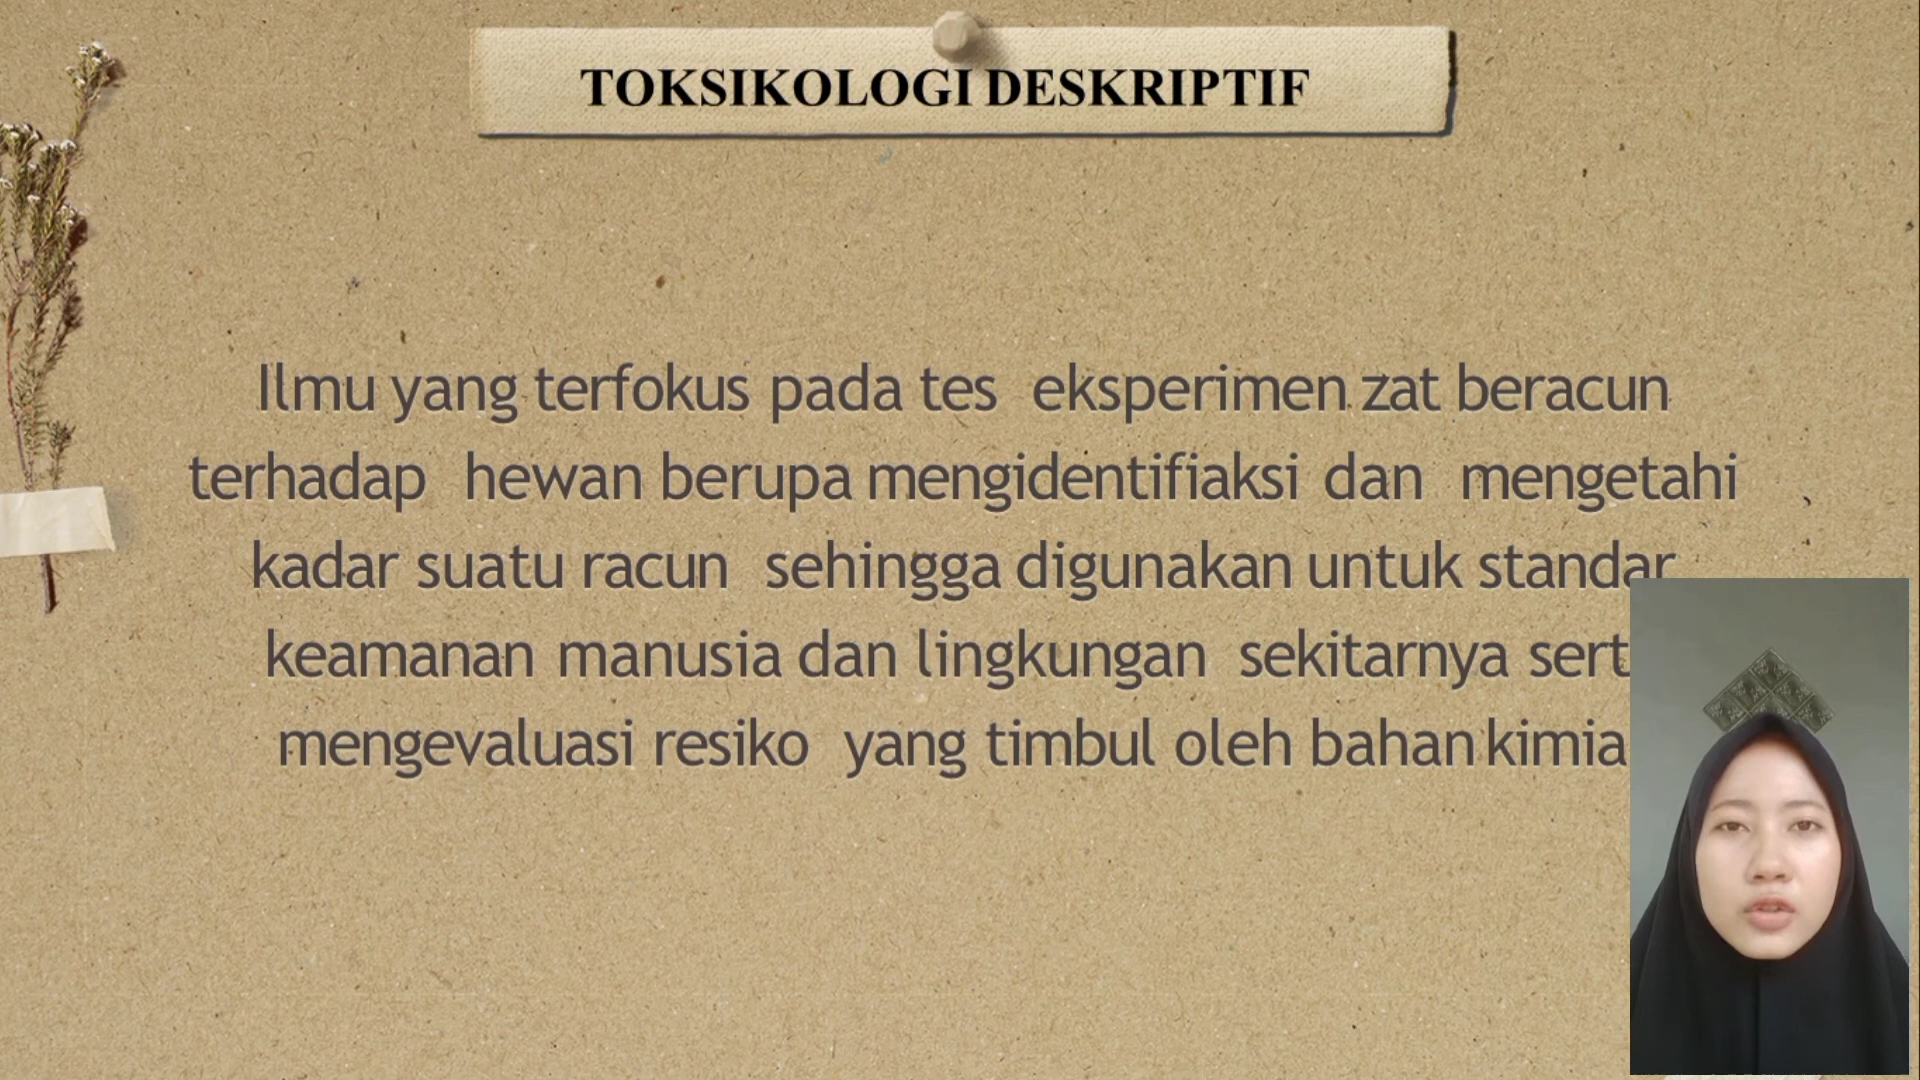 TOKSIKOLOGI DESKRIPTIF
Ilmu yang terfokus pada tes eksperimen zat beracun
terhadap hewan berupa mengidentifiaksi dan mengetahi
kadar suatu racun sehingga digunakan untuk standar
keamanan manusia dan lingkungan sekitarnya sert
mengevaluasi resiko yang timbul oleh bahan kimia